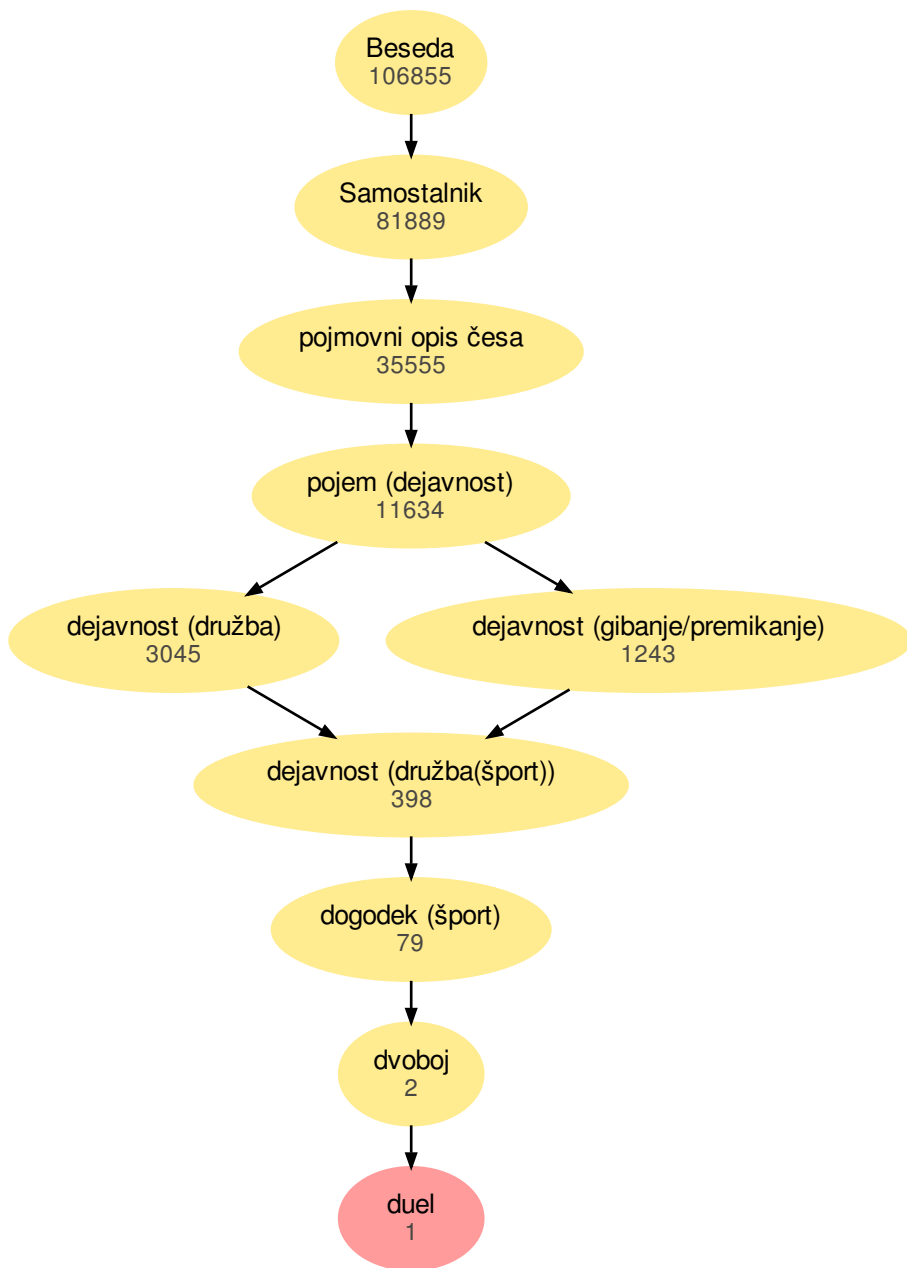 Beseda
106855
Samostalnik
81889
pojmovni opis česa
35555
pojem (dejavnost)
11634
dejavnost (družba)
3045
dejavnost (gibanje/premikanje)
1243
dejavnost (družba(šport))
398
dogodek (šport)
79
dvoboj
2
duel
1